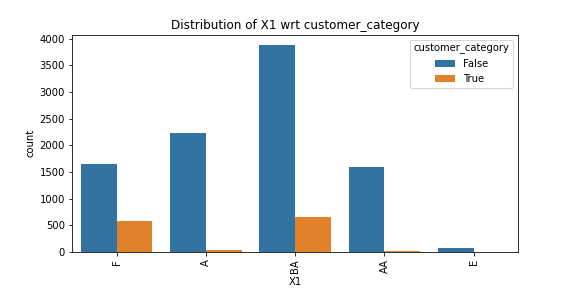 Distribution of X1 wrt customer_category
customer_category
False
True
4000
3500
3000
2500
2000
1500
1000
500
0
count
F
A
BA
AA
E
X1